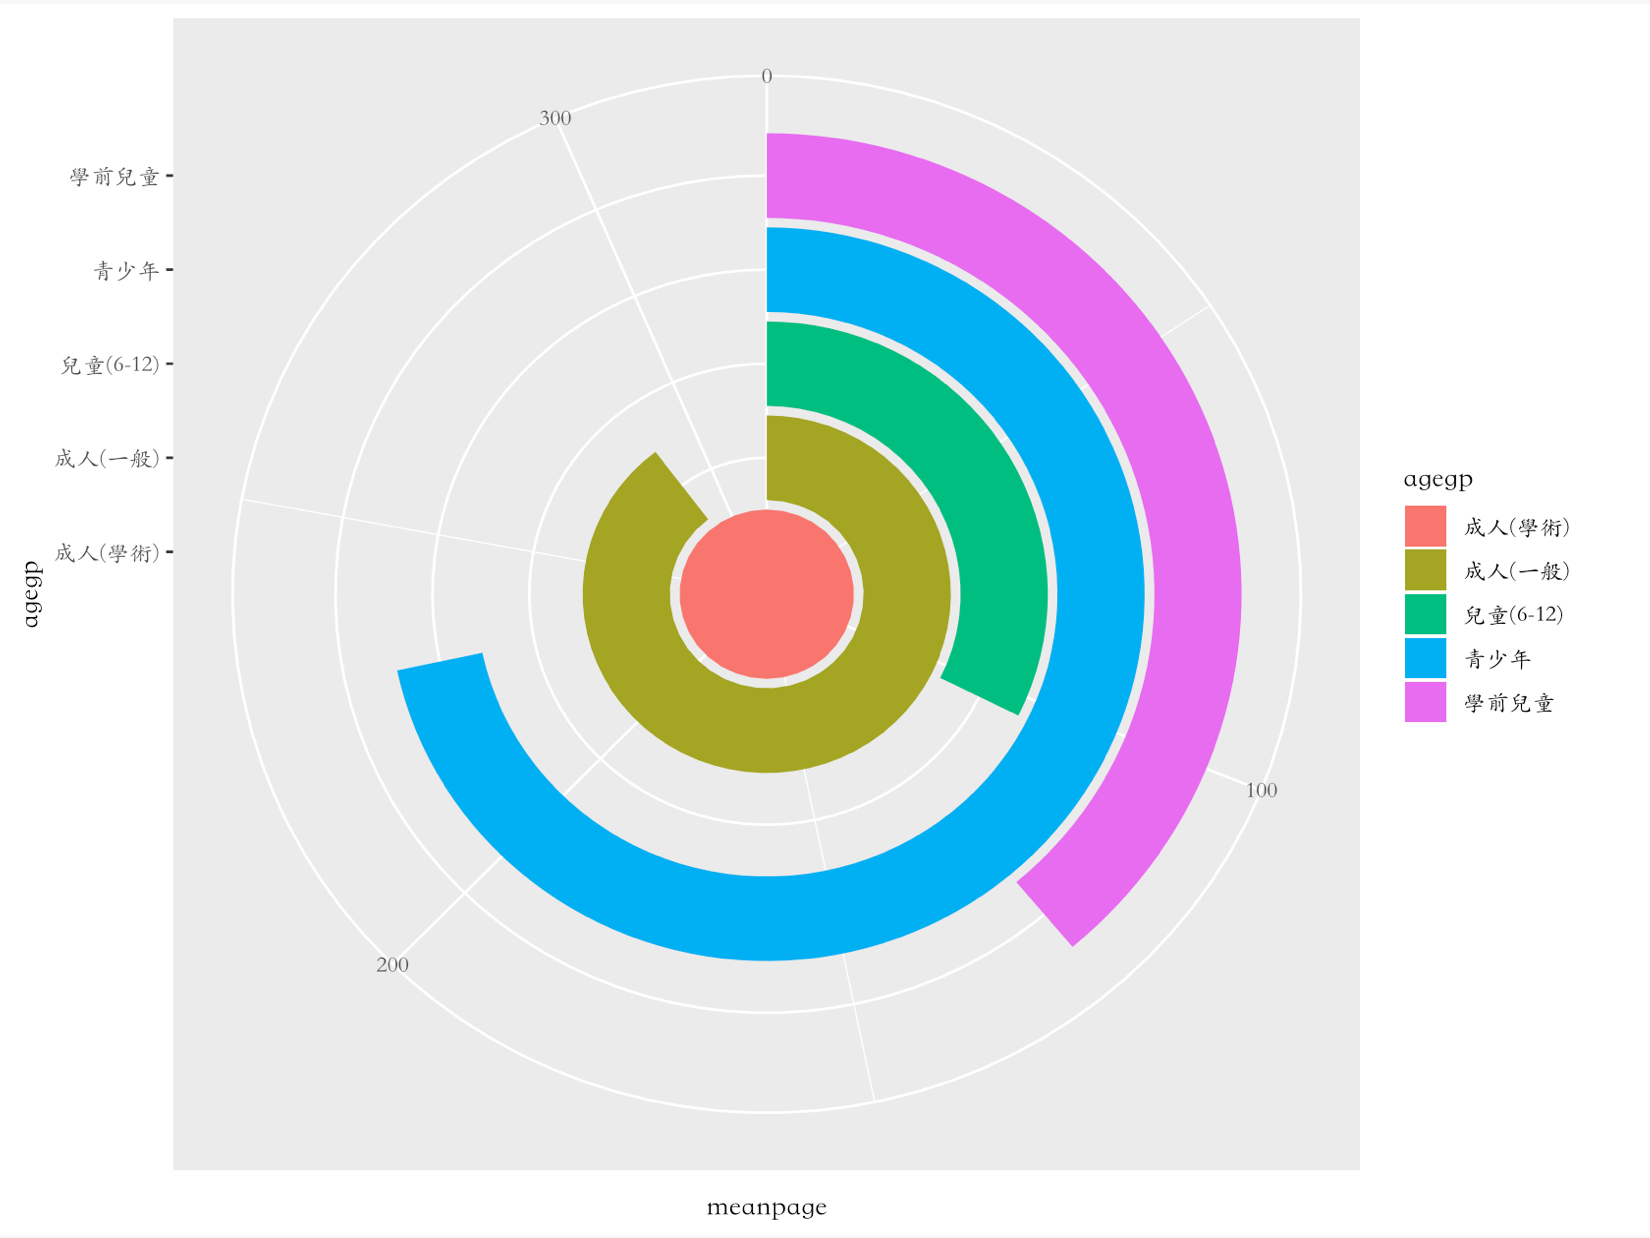 0
300
學前兒童
青少年
兒童(6-12)
成人(一般)
成人(學術)
100
200
agegp
meanpage
agegp
成人(學術)
成人(一般)
兒童(6-12)
青少年
學前兒童